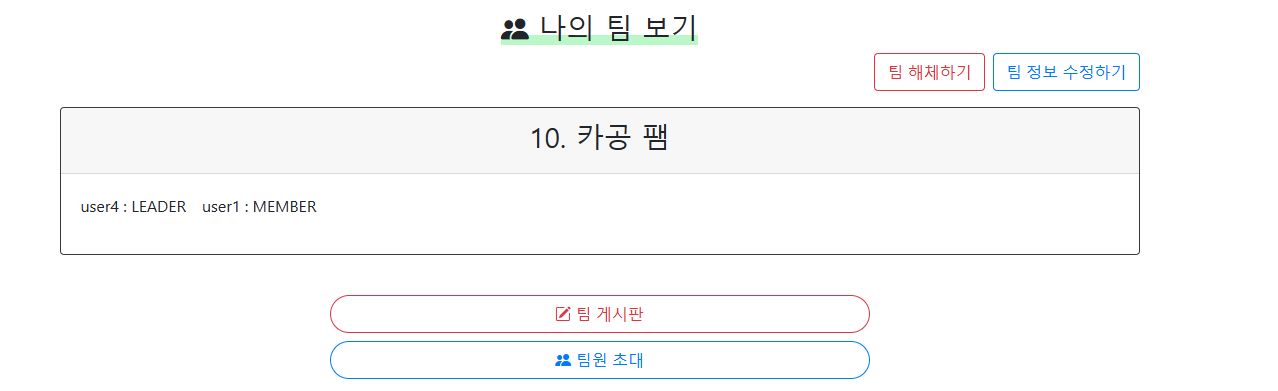 나의 팀 보기
팀 해체하기 팀 정보 수정하기
10. 카공 팸
user4 : LEADER user1 : MEMBER
팀 게시판
팀원 초대